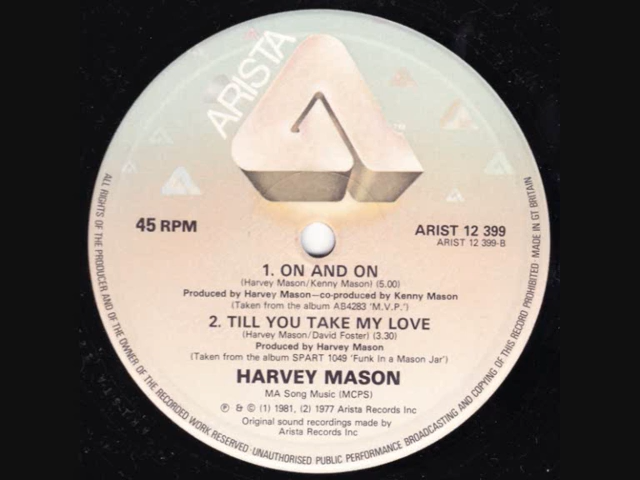 ARISTA
TM
45 RPM
ARIST 12 399
ARIST 12 399-B
1. ON AND ON
(Harvey Mason/Kenny Mason) (5.00)
Produced by Harvey Mason—co-produced by Kenny Mason
(Taken from the album AB4283 'M.V.P.')
2. TILL YOU TAKE MY LOVE
(Harvey Mason/David Foster) (3.30)
Produced by Harvey Mason
(Taken from the album SPART 1049 'Funk In a Mason Jar')
HARVEY MASON
MA Song Music (MCPS)
℗ & © (1) 1981, (2) 1977 Arista Records Inc
Original sound recordings made by
Arista Records Inc
ALL RIGHTS OF THE PRODUCER AND OF THE OWNER OF THE RECORDED WORK RESERVED · UNAUTHORISED PUBLIC PERFORMANCE BROADCASTING AND COPYING OF THIS RECORD PROHIBITED · MADE IN GT BRITAIN